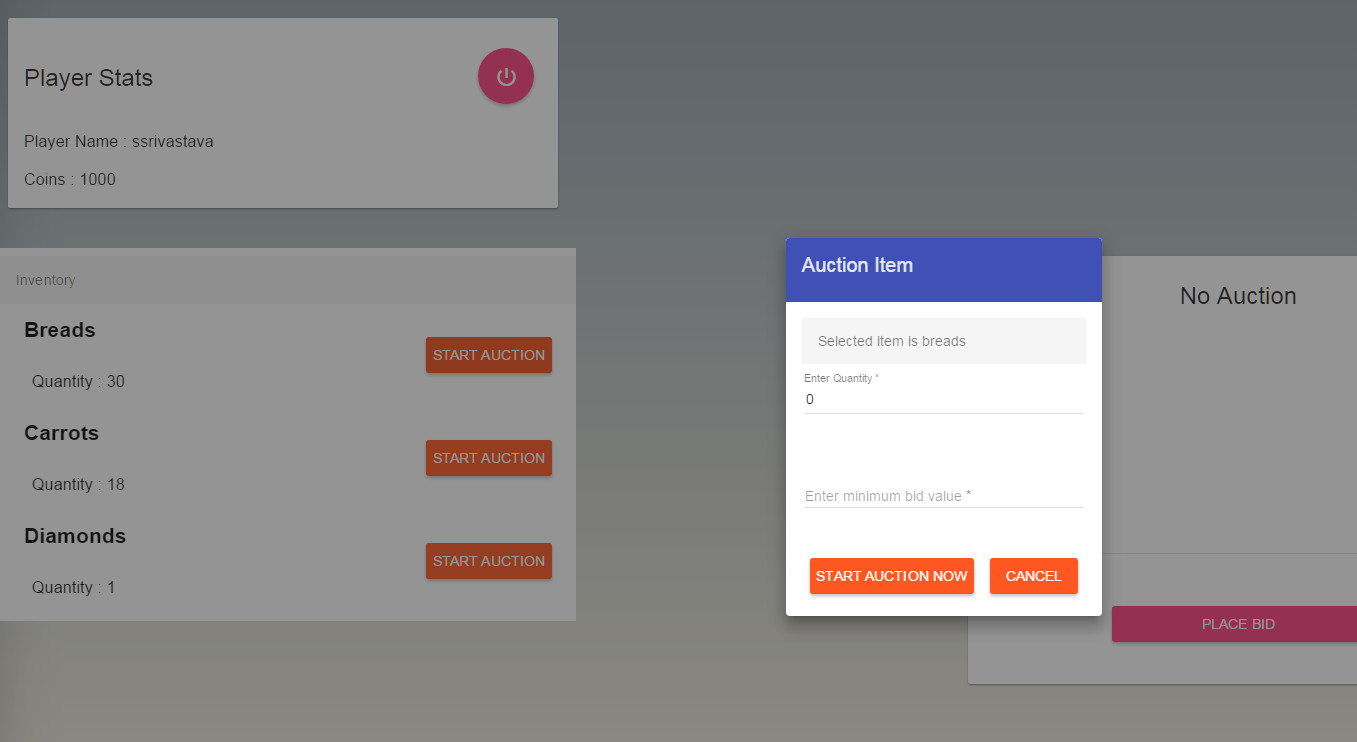 Player Stats
Player Name : ssrivastava
Coins : 1000
Inventory
Breads
START AUCTION
Quantity : 30
Carrots
START AUCTION
Quantity : 18
Diamonds
START AUCTION
Quantity : 1
Auction Item
Selected item is breads
Enter Quantity *
0
Enter minimum bid value *
START AUCTION NOW
CANCEL
No Auction
PLACE BID